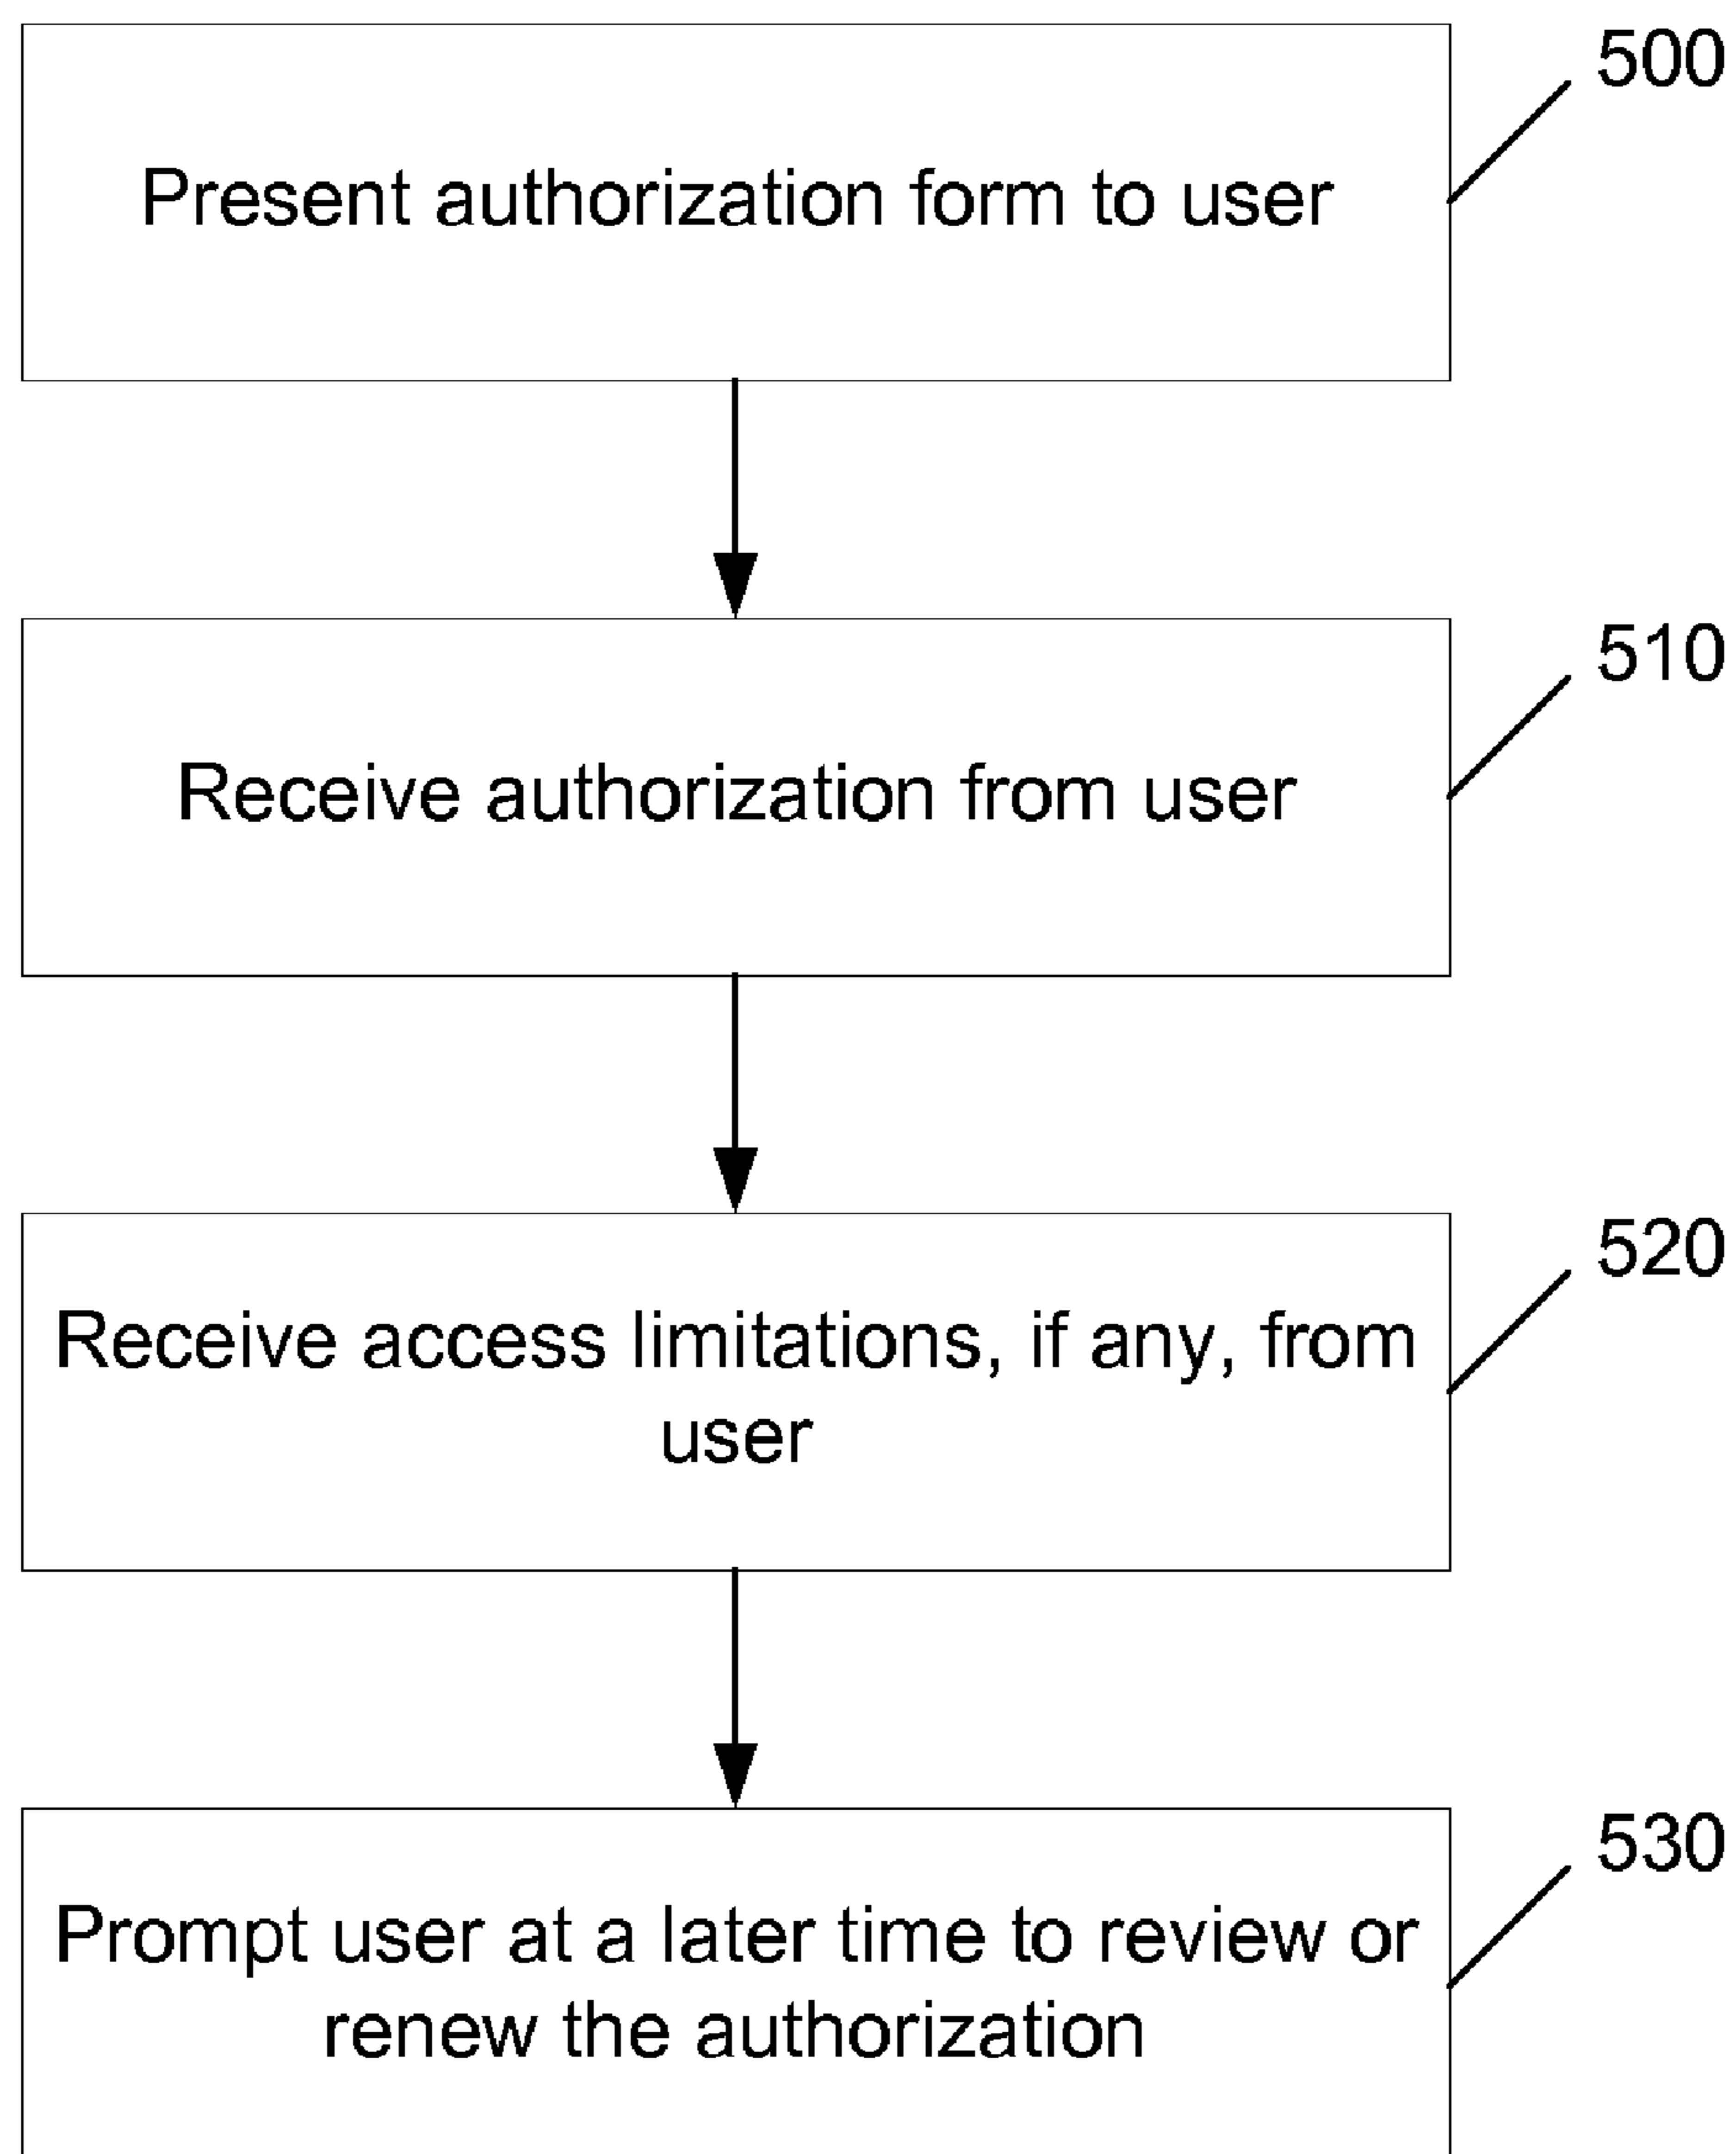 500
Present authorization form to user
510
Receive authorization from user
520
Receive access limitations, if any, from
user
530
Prompt user at a later time to review or
renew the authorization